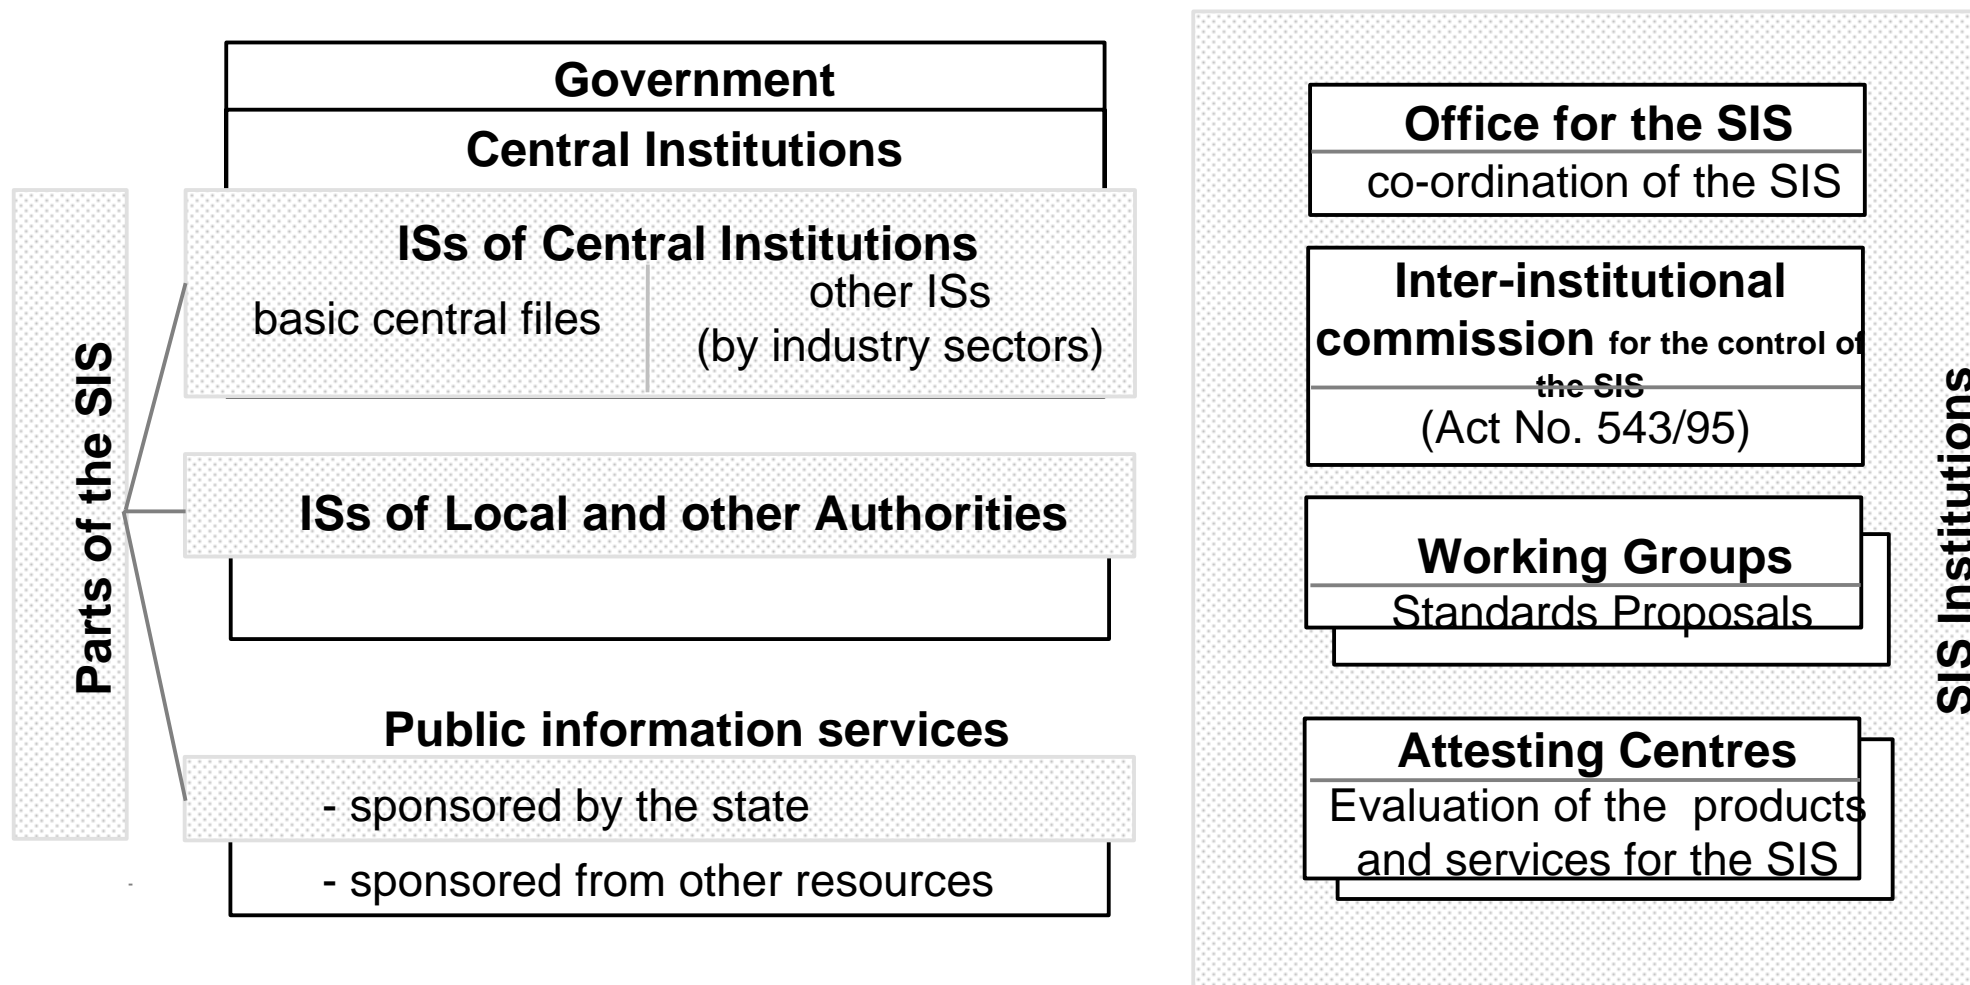 Government
Central Institutions
Parts of the SIS
ISs of Central Institutions
basic central files
other ISs
(by industry sectors)
ISs of Local and other Authorities
Public information services
- sponsored by the state
- sponsored from other resources
-
Office for the SIS
co-ordination of the SIS
Inter-institutional
commission for the control of
the SIS
(Act No. 543/95)
Working Groups
Standards Proposals
Attesting Centres
Evaluation of the products
and services for the SIS
SIS Institutions